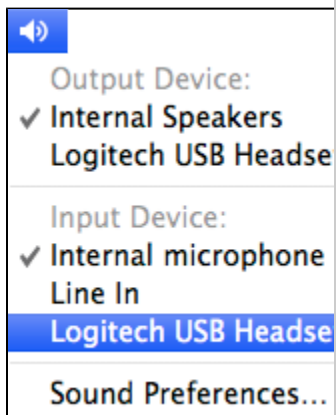 Output Device:
✓ Internal Speakers
Logitech USB Headse
Input Device:
✓ Internal microphone
Line In
Logitech USB Headse
Sound Preferences...